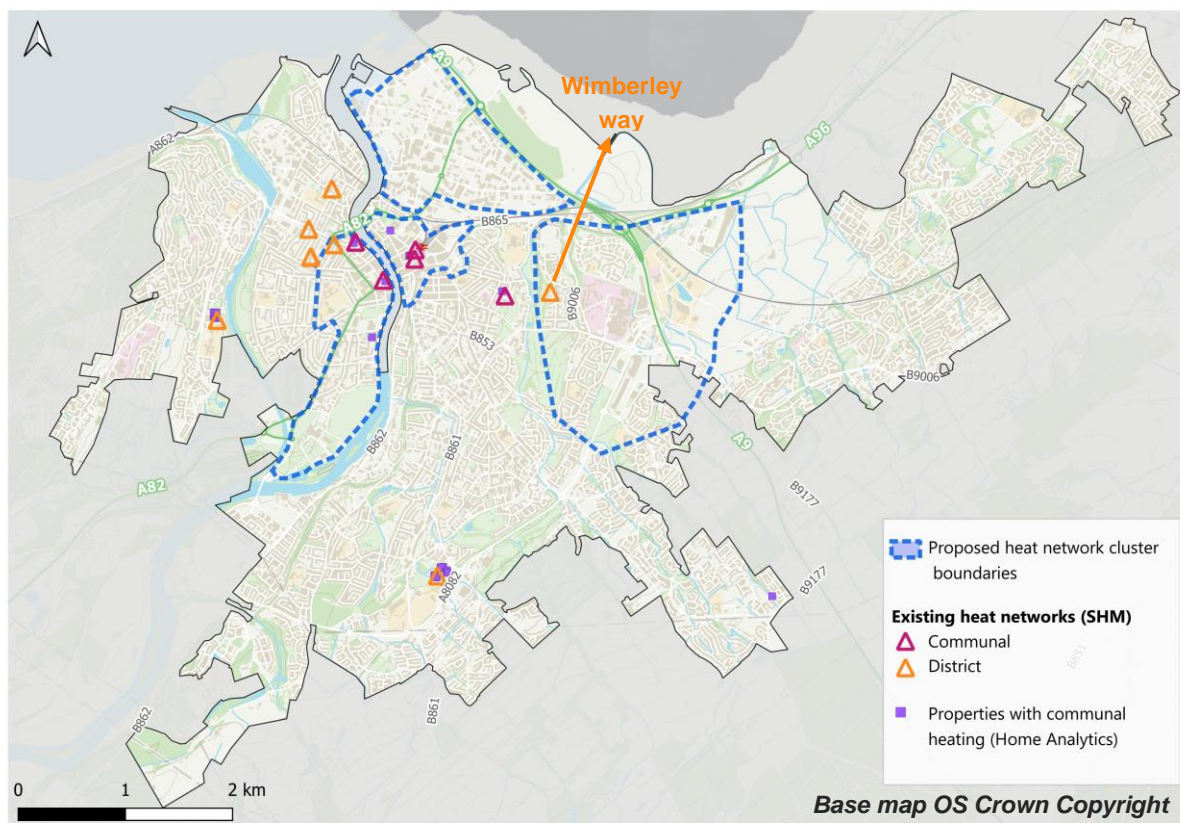 Wimberley
way
A9
A96
A862
A82
B865
B9006
B853
B9006
B862
B861
A9
A82
B9177
A8082
B9177
B851
B861
B862
Proposed heat network cluster
boundaries
Existing heat networks (SHM)
Communal
District
Properties with communal
heating (Home Analytics)
0 1 2 km
Base map OS Crown Copyright